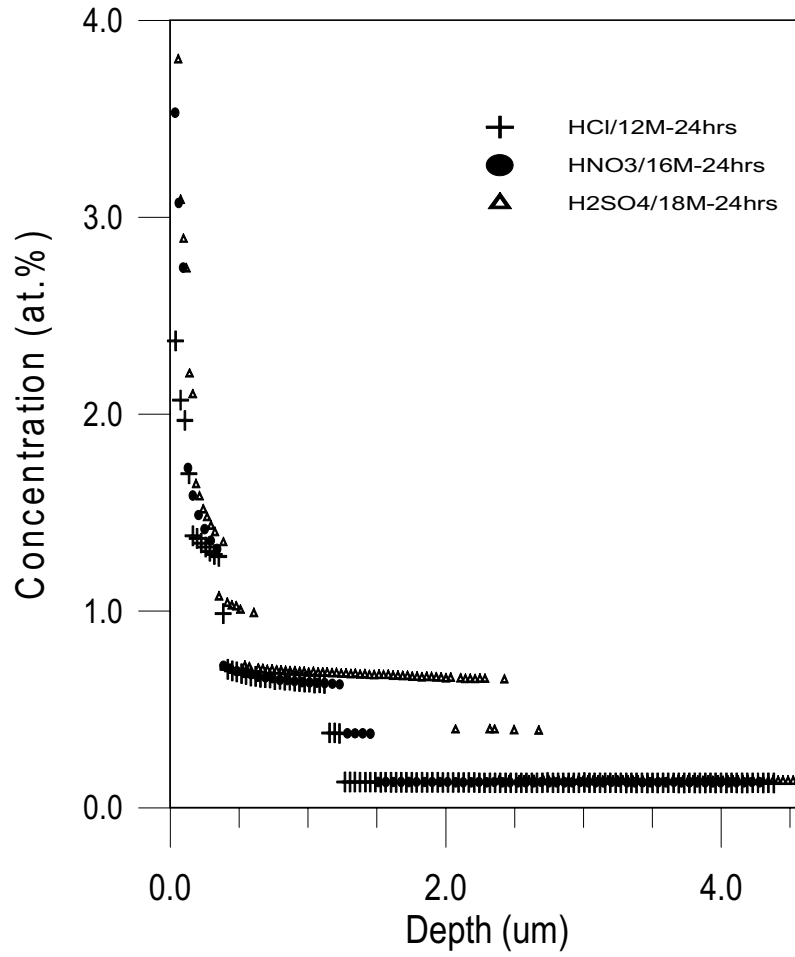 4.0
3.0
2.0
1.0
0.0
Concentration (at.%)
HCl/12M-24hrs
HNO3/16M-24hrs
H2SO4/18M-24hrs
0.0 2.0 4.0
Depth (um)